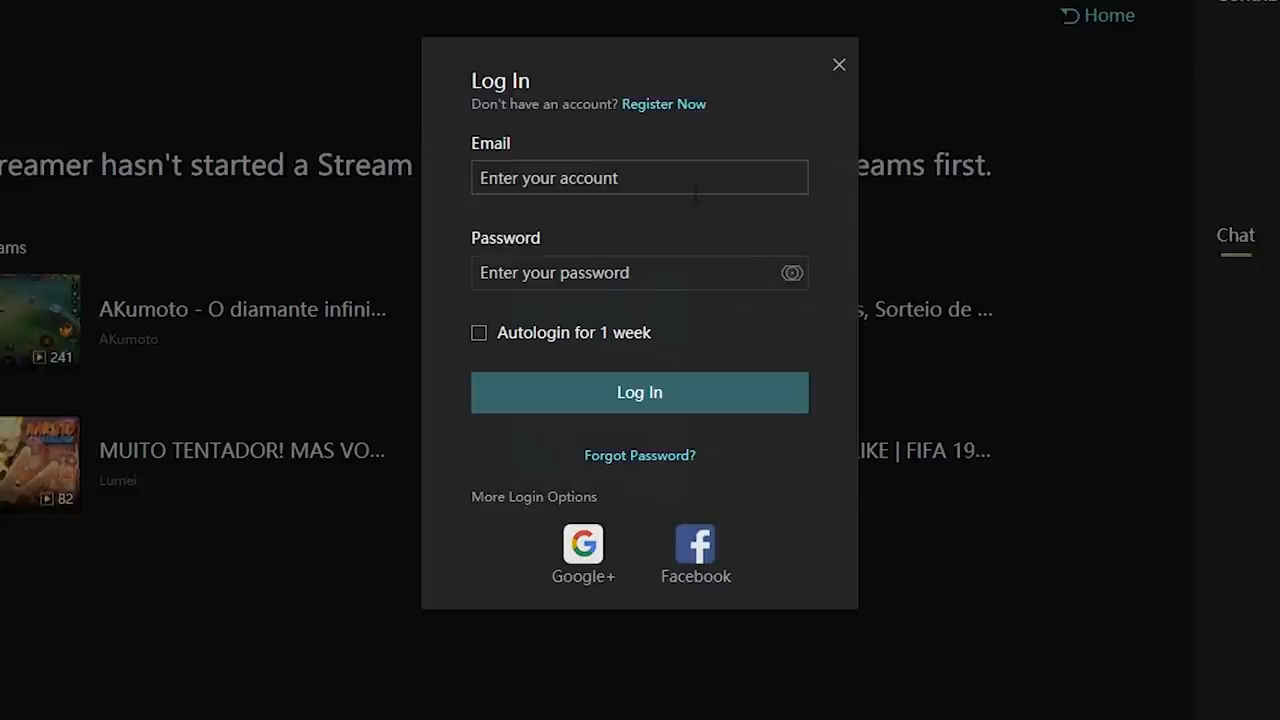 Home
Log In
Don't have an account? Register Now
Email
reamer hasn't started a Stream
eams first.
Enter your account
Password
Chat
ams
Enter your password
AKumoto - O diamante infini...
s, Sorteio de ...
AKumoto
241
Autologin for 1 week
Log In
MUITO TENTADOR! MAS VO...
IKE | FIFA 19...
Forgot Password?
Lumei
82
More Login Options
Google+
Facebook